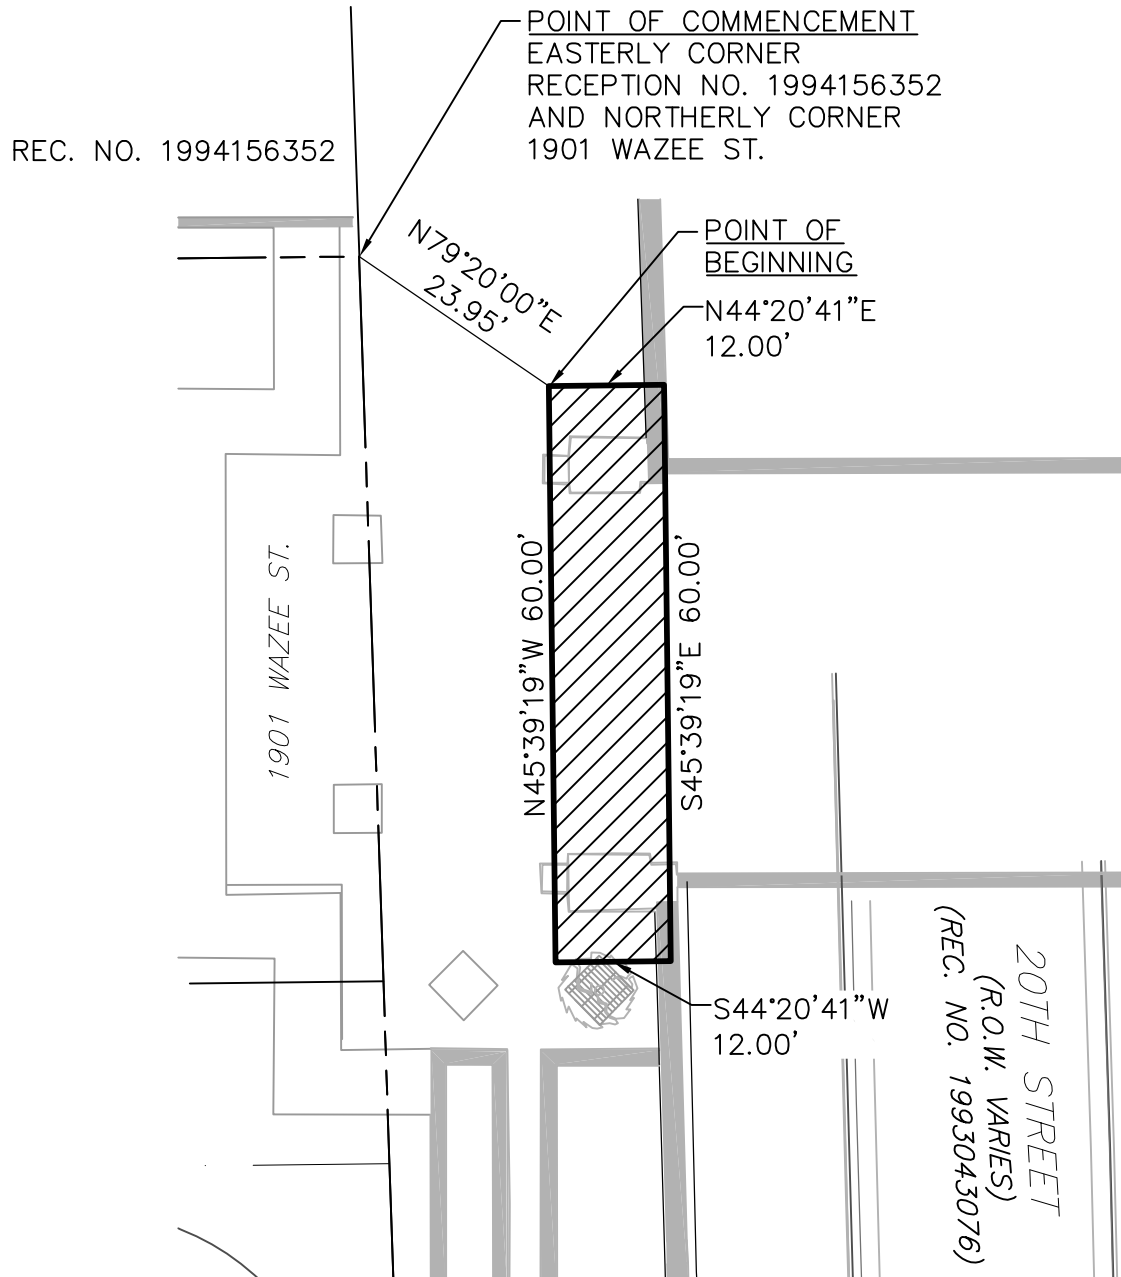 POINT OF COMMENCEMENT
EASTERLY CORNER
RECEPTION NO. 1994156352
AND NORTHERLY CORNER
1901 WAZEE ST.
REC. NO. 1994156352
N79°20'00"E
23.95'
POINT OF
BEGINNING
N44°20'41"E
12.00'
N45°39'19"W 60.00'
S45°39'19"E 60.00'
1901 WAZEE ST.
S44°20'41"W
12.00'
20TH STREET
(R.O.W. VARIES)
(REC. NO. 1993043076)